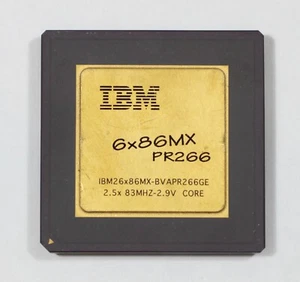 IBM
6x86MX
PR266
IBM26x86MX-BVAPR266GE
2.5x 83MHZ-2.9V CORE